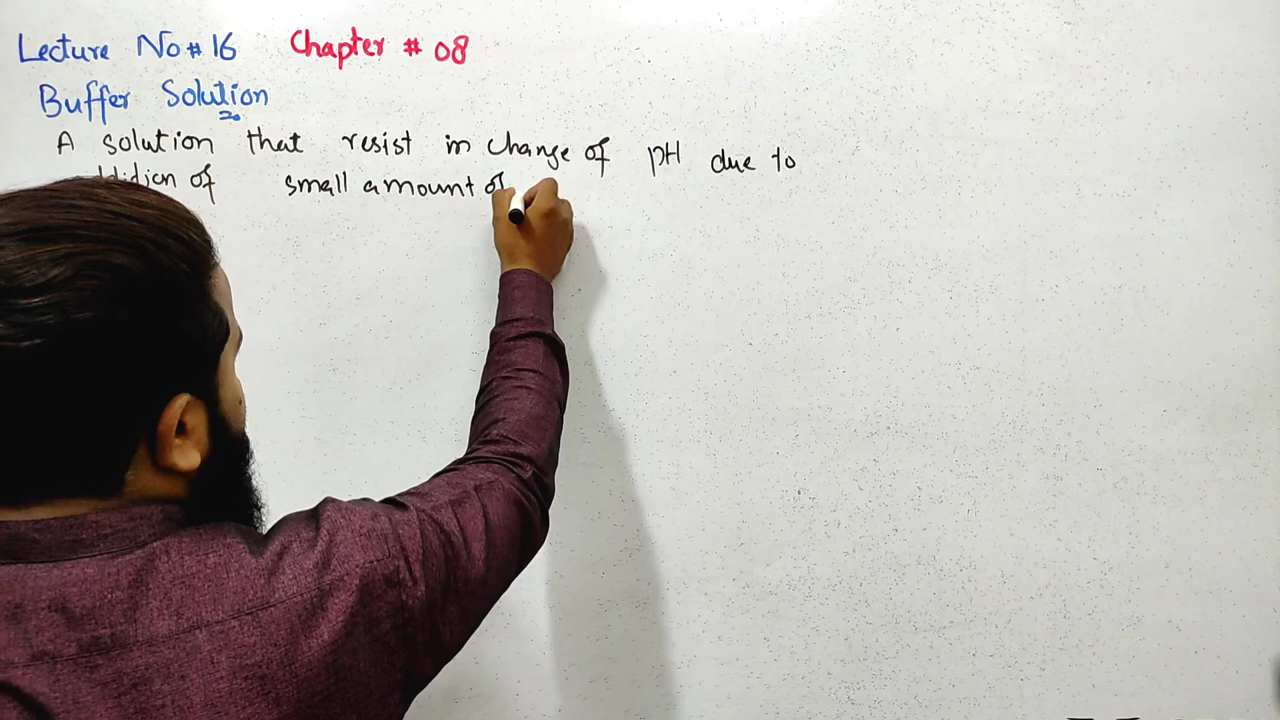 Lecture No # 16 Chapter # 08
Buffer Solution
A solution that resist in change of pH due to
of small amount of